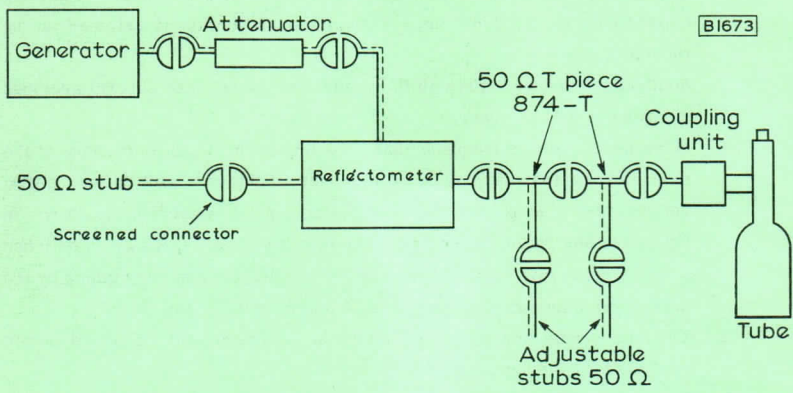 Attenuator
B1673
Generator
50 Ω T piece
874-T
Coupling
unit
Reflectometer
50 Ω stub
Screened connector
Tube
Adjustable
stubs 50 Ω